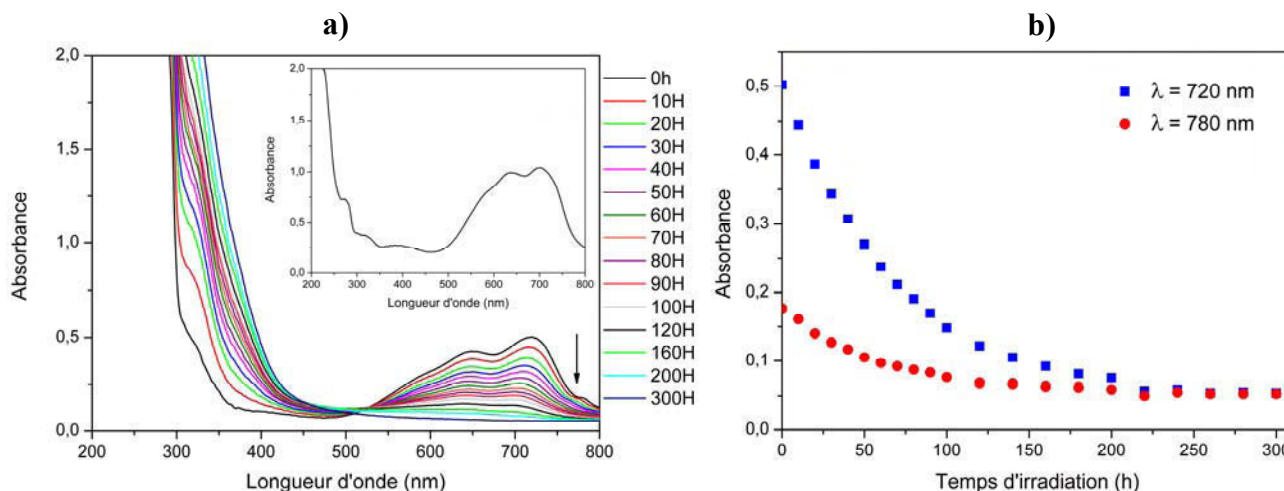 a)
2,0
1,5
1,0
0,5
0,0
Absorbance
200 300 400 500 600 700 800
Longueur d'onde (nm)
2,0
1,5
1,0
0,5
0,0
Absorbance
200 300 400 500 600 700 800
Longueur d'onde (nm)
0h
10H
20H
30H
40H
50H
60H
70H
80H
90H
100H
120H
160H
200H
300H
b)
0,5
0,4
0,3
0,2
0,1
0,0
Absorbance
λ = 720 nm
λ = 780 nm
0 50 100 150 200 250 300
Temps d'irradiation (h)